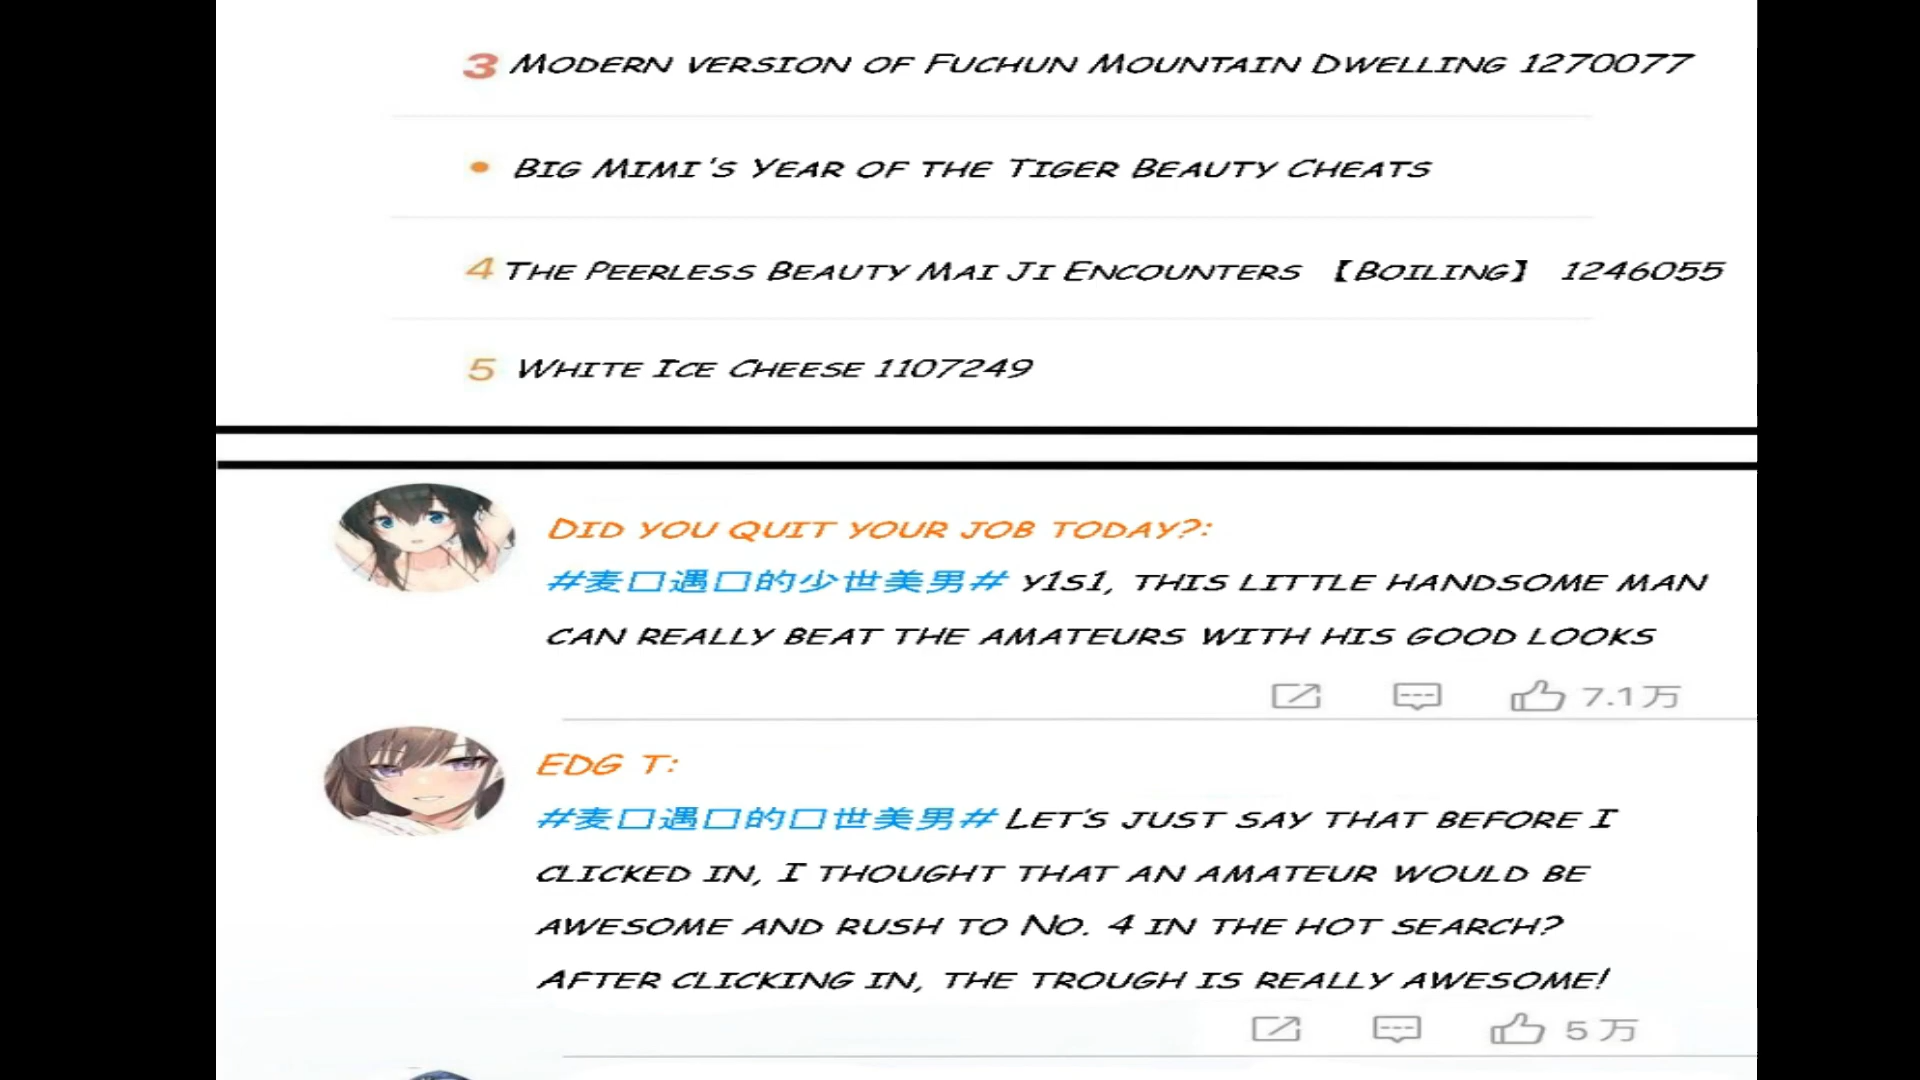 3 Modern version of Fuchun Mountain Dwelling 1270077
• Big Mimi's Year of the Tiger Beauty Cheats
4 The Peerless Beauty Mai Ji Encounters 【Boiling】 1246055
5 White Ice Cheese 1107249
Did you quit your job today?:
#麦口遇口的少世美男# y1s1, this little handsome man
can really beat the amateurs with his good looks
7.1万
EDG T:
#麦口遇口的口世美男# Let's just say that before I
clicked in, I thought that an amateur would be
awesome and rush to No. 4 in the hot search?
After clicking in, the trough is really awesome!
5万